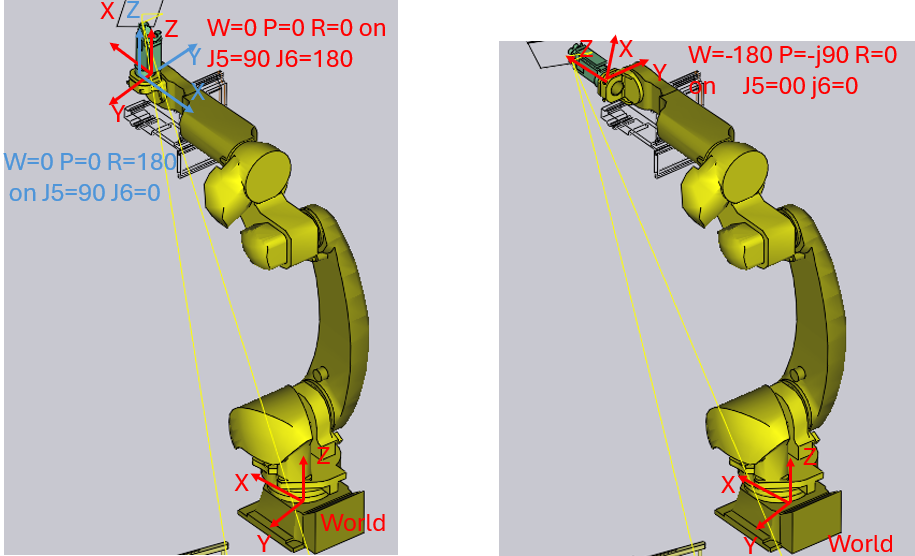 X Z
Z
W=0 P=0 R=0 on
J5=90 J6=180
Y
X
Y
W=0 P=0 R=180
on J5=90 J6=0
Z
X
Y
World
Z
X
Y
W=-180 P=-j90 R=0
on J5=00 j6=0
Z
X
Y
World